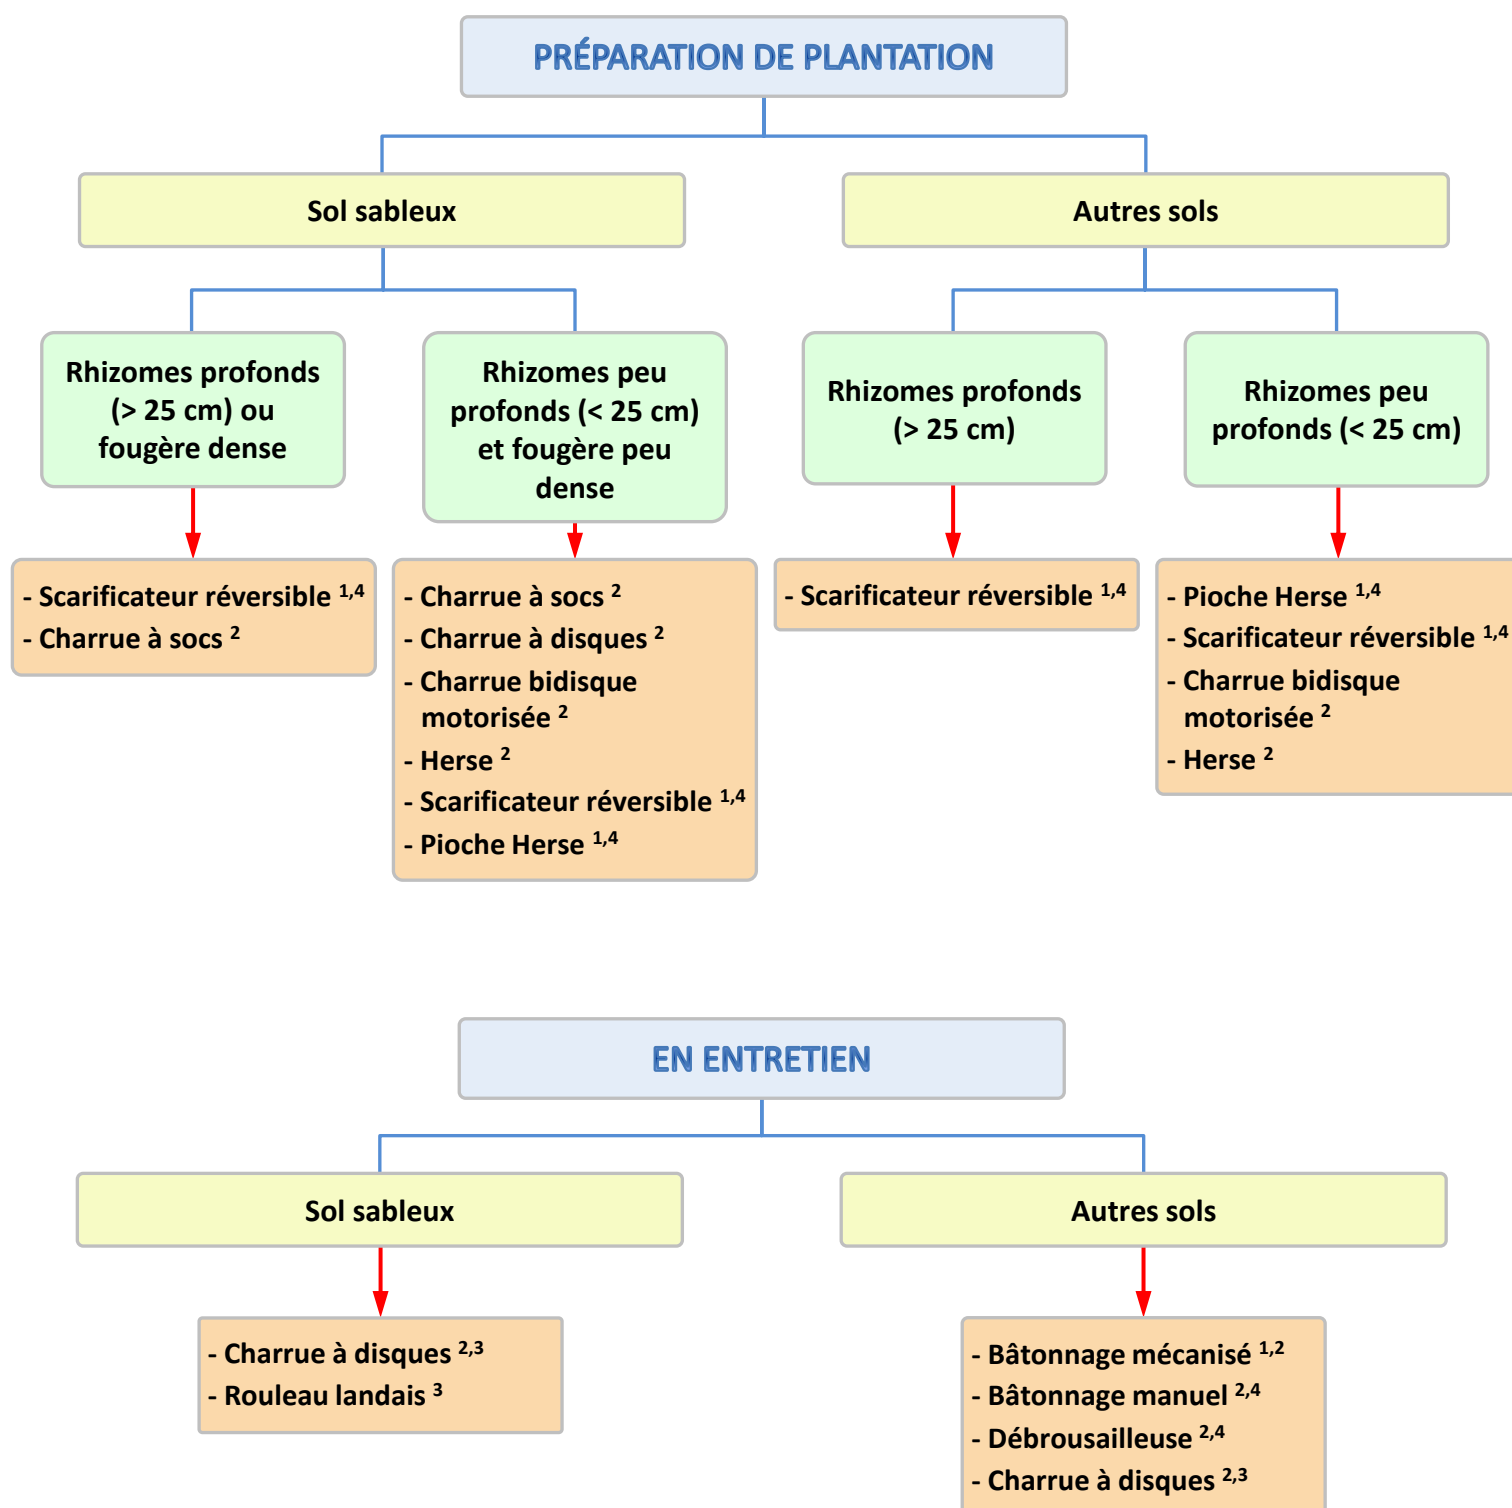 PRÉPARATION DE PLANTATION
Sol sableux
Autres sols
Rhizomes profonds
(> 25 cm) ou
fougère dense
Rhizomes peu
profonds (< 25 cm)
et fougère peu
dense
Rhizomes profonds
(> 25 cm)
Rhizomes peu
profonds (< 25 cm)
- Scarificateur réversible 1,4
- Charrue à socs 2
- Charrue à socs 2
- Charrue à disques 2
- Charrue bidisque
motorisée 2
- Herse 2
- Scarificateur réversible 1,4
- Pioche Herse 1,4
- Scarificateur réversible 1,4
- Pioche Herse 1,4
- Scarificateur réversible 1,4
- Charrue bidisque
motorisée 2
- Herse 2
EN ENTRETIEN
Sol sableux
Autres sols
- Charrue à disques 2,3
- Rouleau landais 3
- Bâtonnage mécanisé 1,2
- Bâtonnage manuel 2,4
- Débrousailleuse 2,4
- Charrue à disques 2,3